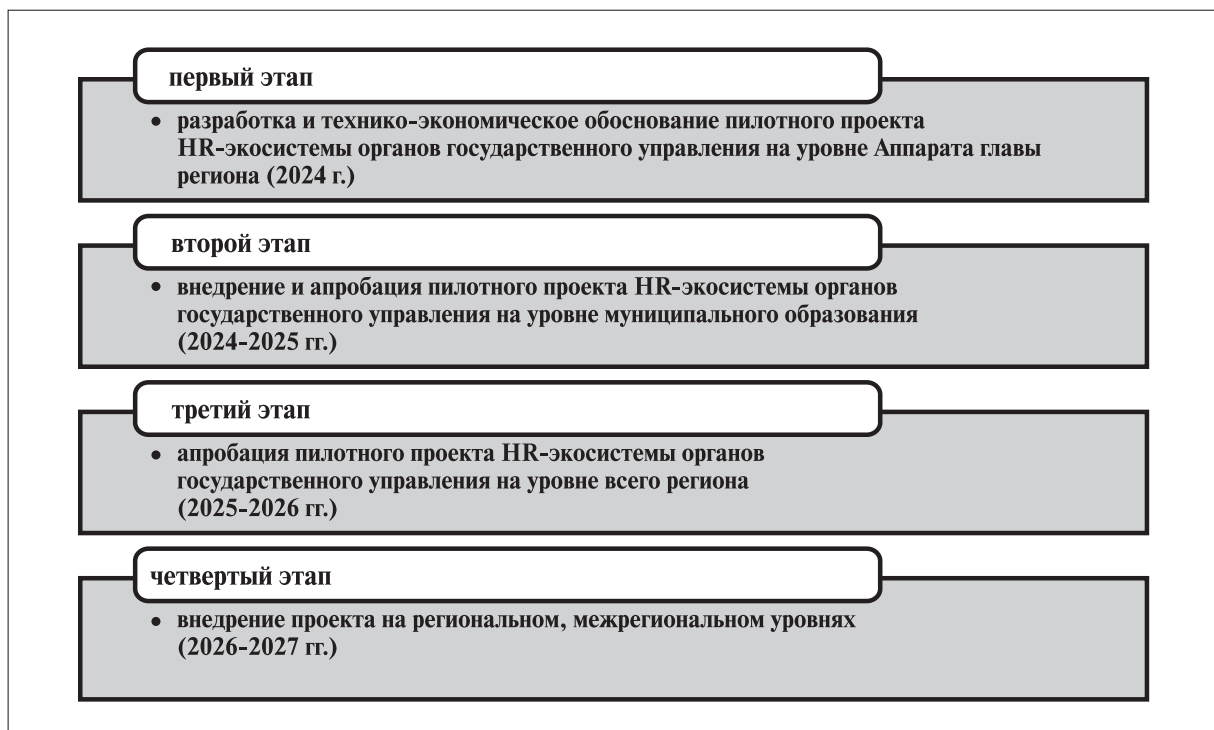 первый этап
• разработка и технико-экономическое обоснование пилотного проекта
HR-экосистемы органов государственного управления на уровне Аппарата главы
региона (2024 г.)
второй этап
• внедрение и апробация пилотного проекта HR-экосистемы органов
государственного управления на уровне муниципального образования
(2024-2025 гг.)
третий этап
• апробация пилотного проекта HR-экосистемы органов
государственного управления на уровне всего региона
(2025-2026 гг.)
четвертый этап
• внедрение проекта на региональном, межрегиональном уровнях
(2026-2027 гг.)